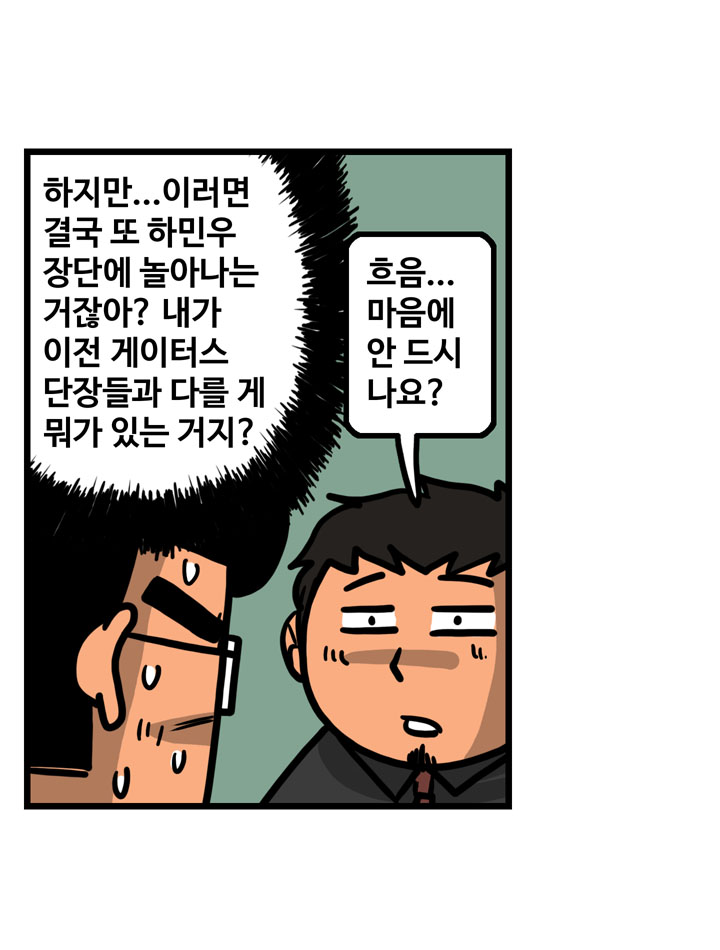 하지만...이러면
결국 또 하민우
장단에 놀아나는
거잖아? 내가
이전 게이터스
단장들과 다를 게
뭐가 있는 거지?
흐음...
마음에
안 드시
나요?